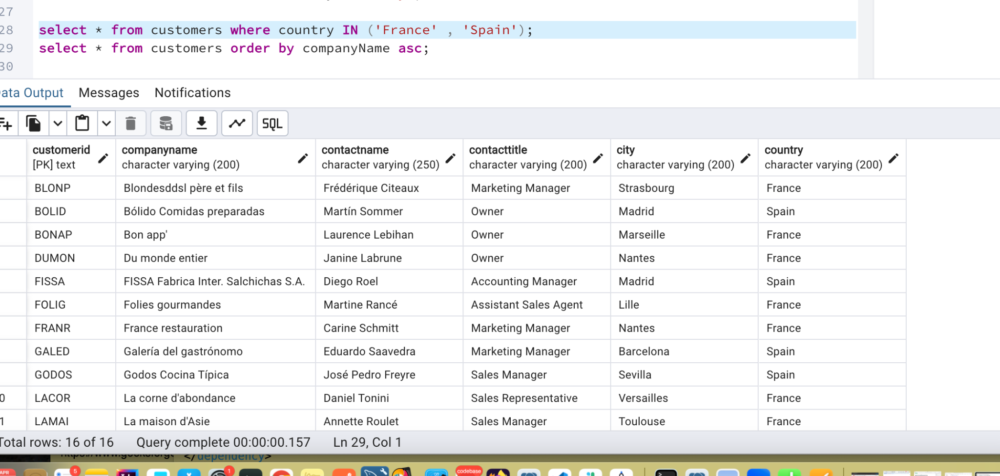 27
28 select * from customers where country IN ('France' , 'Spain');
29 select * from customers order by companyName asc;
30
ata Output Messages Notifications
SQL
customerid companyname contactname contacttitle city country
[PK] text character varying (200) character varying (250) character varying (200) character varying (200) character varying (200)
BLONP Blondesddsl père et fils Frédérique Citeaux Marketing Manager Strasbourg France
BOLID Bólido Comidas preparadas Martín Sommer Owner Madrid Spain
BONAP Bon app' Laurence Lebihan Owner Marseille France
DUMON Du monde entier Janine Labrune Owner Nantes France
FISSA FISSA Fabrica Inter. Salchichas S.A. Diego Roel Accounting Manager Madrid Spain
FOLIG Folies gourmandes Martine Rancé Assistant Sales Agent Lille France
FRANR France restauration Carine Schmitt Marketing Manager Nantes France
GALED Galería del gastrónomo Eduardo Saavedra Marketing Manager Barcelona Spain
GODOS Godos Cocina Típica José Pedro Freyre Sales Manager Sevilla Spain
0 LACOR La corne d'abondance Daniel Tonini Sales Representative Versailles France
1 LAMAI La maison d'Asie Annette Roulet Sales Manager Toulouse France
Total rows: 16 of 16 Query complete 00:00:00.157 Ln 29, Col 1
</dependency>
APR 5 1 codebase